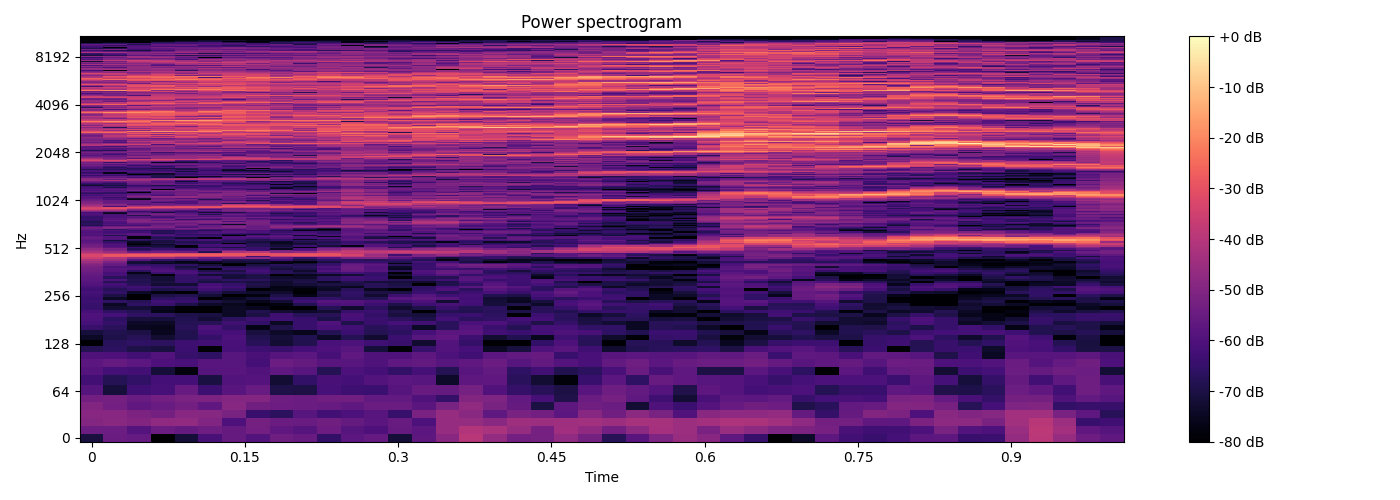 Power spectrogram
Hz
8192
4096
2048
1024
512
256
128
64
0
0
0.15
0.3
0.45
0.6
0.75
0.9
Time
+0 dB
-10 dB
-20 dB
-30 dB
-40 dB
-50 dB
-60 dB
-70 dB
-80 dB